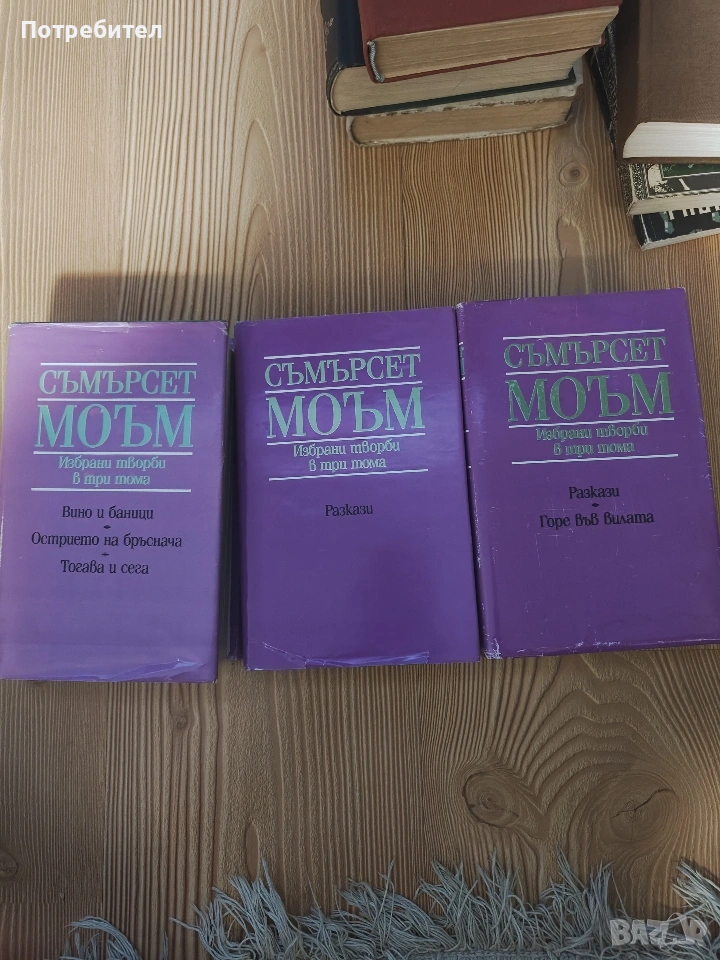 Потребител
СЪМЪРСЕТ
МОЪМ
Избрани творби
в три тома
Вино и баници
Острието на бръснача
Тогава и сега
СЪМЪРСЕТ
МОЪМ
Избрани творби
в три тома
Разкази
СЪМЪРСЕТ
МОЪМ
Избрани творби
в три тома
Разкази
Горе във вилата